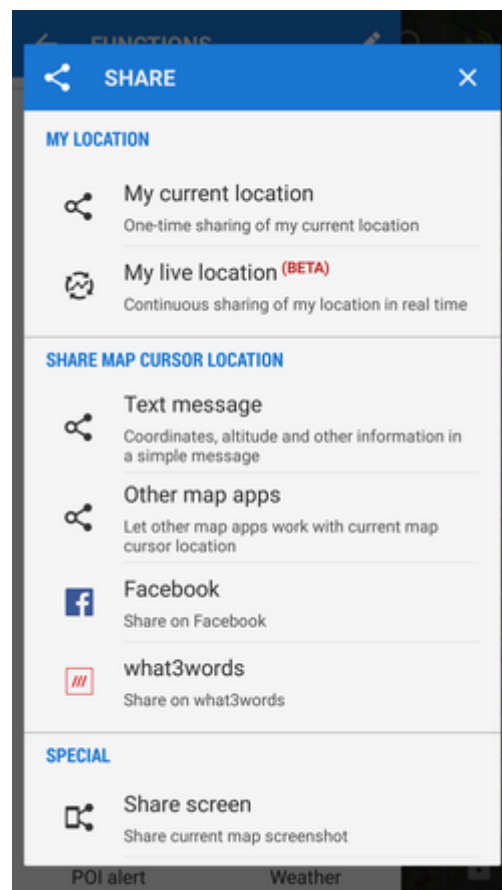 FUNCTIONS
SHARE
MY LOCATION
My current location
One-time sharing of my current location
My live location (BETA)
Continuous sharing of my location in real time
SHARE MAP CURSOR LOCATION
Text message
Coordinates, altitude and other information in
a simple message
Other map apps
Let other map apps work with current map
cursor location
Facebook
Share on Facebook
what3words
Share on what3words
SPECIAL
Share screen
Share current map screenshot
POI alert Weather